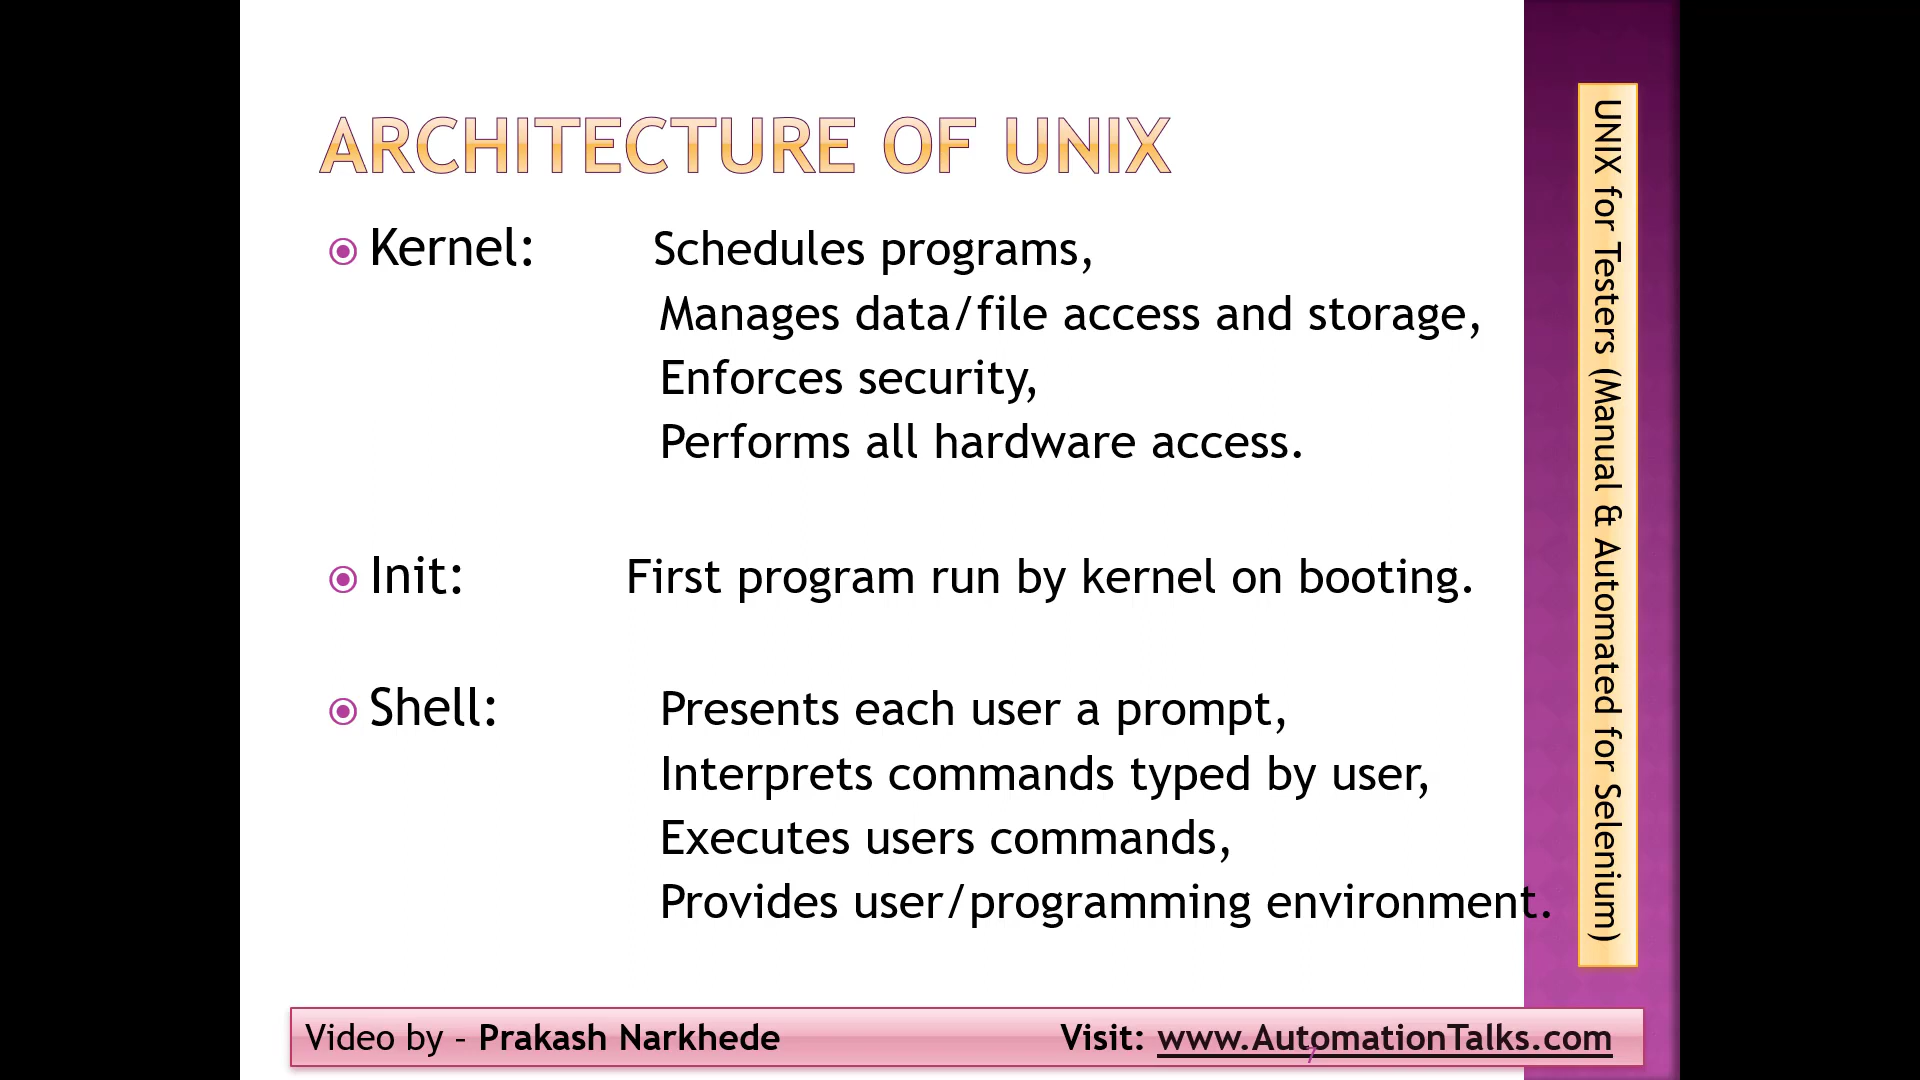 ARCHITECTURE OF UNIX
Kernel: Schedules programs,
Manages data/file access and storage,
Enforces security,
Performs all hardware access.
Init: First program run by kernel on booting.
Shell: Presents each user a prompt,
Interprets commands typed by user,
Executes users commands,
Provides user/programming environment.
UNIX for Testers (Manual & Automated for Selenium)
Video by – Prakash Narkhede Visit: www.AutomationTalks.com
7